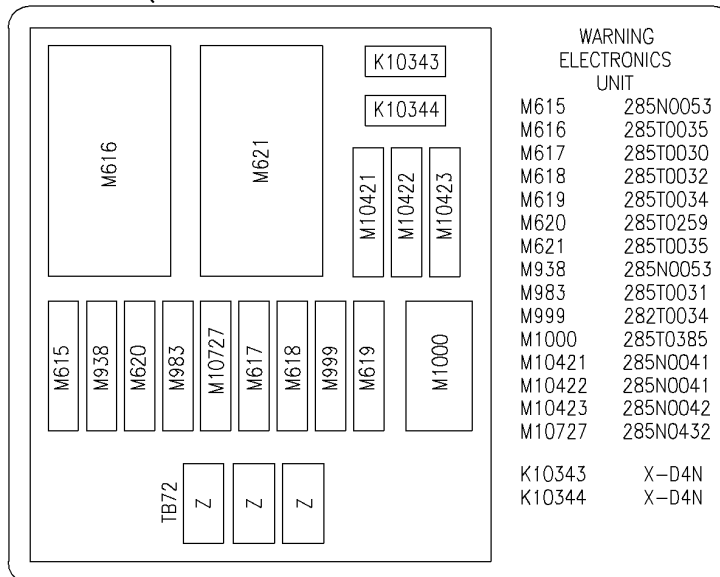 K10343
K10344
M616
M621
M10421
M10422
M10423
M615
M938
M620
M983
M10727
M617
M618
M999
M619
M1000
TB72
Z
Z
Z
WARNING
ELECTRONICS
UNIT
M615 285N0053
M616 285T0035
M617 285T0030
M618 285T0032
M619 285T0034
M620 285T0259
M621 285T0035
M938 285N0053
M983 285T0031
M999 282T0034
M1000 285T0385
M10421 285N0041
M10422 285N0041
M10423 285N0042
M10727 285N0432
K10343 X-D4N
K10344 X-D4N